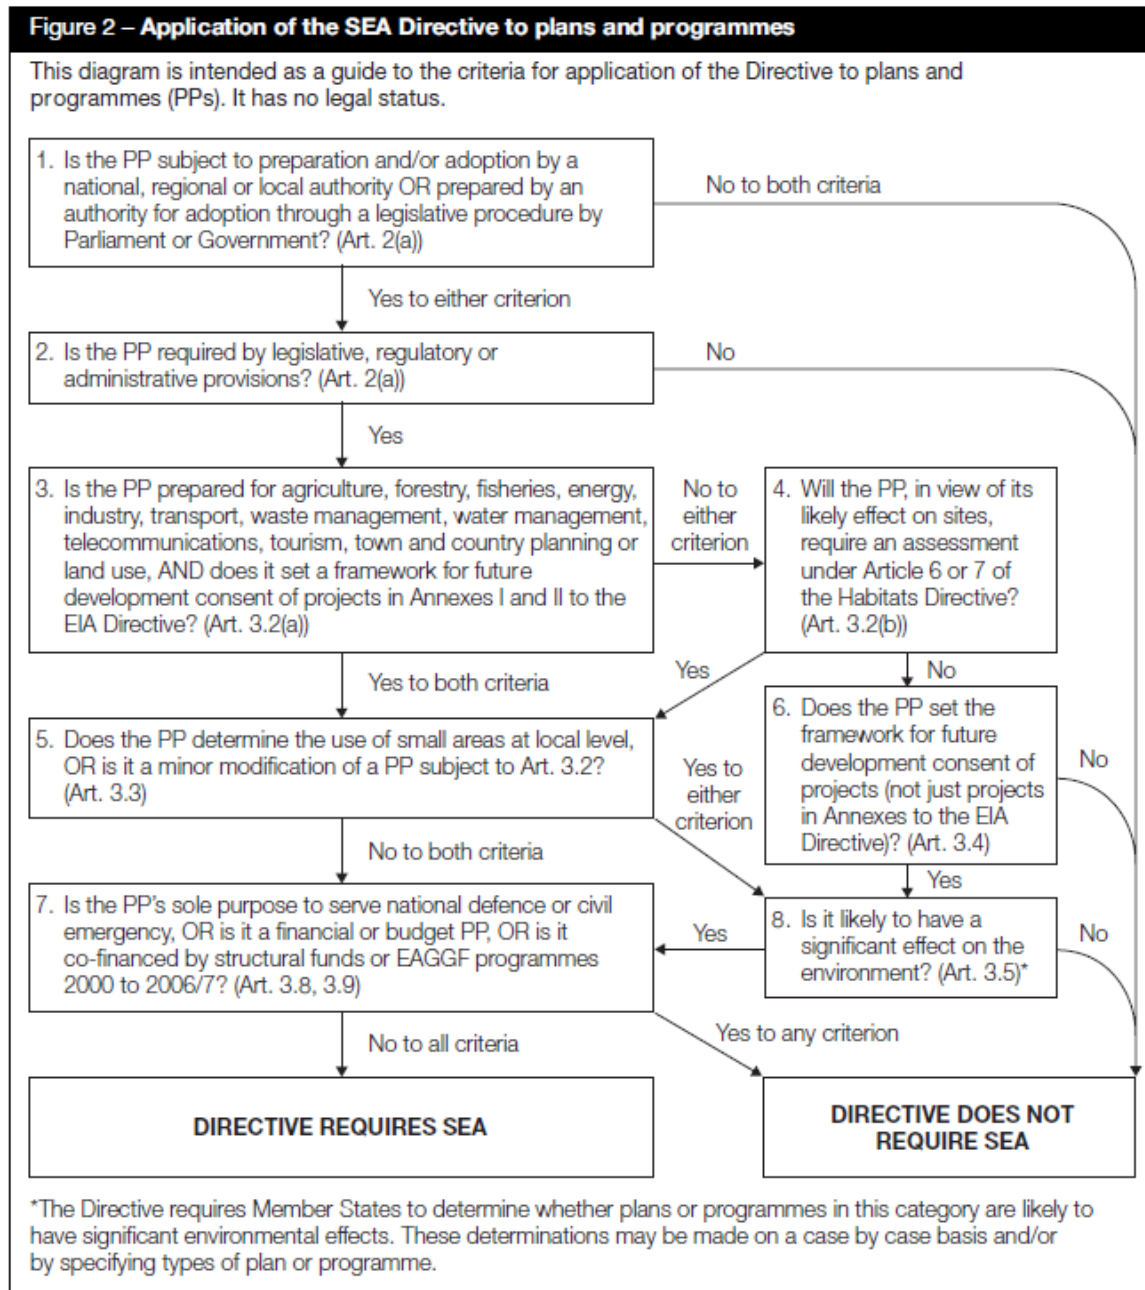 Figure 2 – Application of the SEA Directive to plans and programmes
This diagram is intended as a guide to the criteria for application of the Directive to plans and
programmes (PPs). It has no legal status.
1. Is the PP subject to preparation and/or adoption by a
national, regional or local authority OR prepared by an
authority for adoption through a legislative procedure by
Parliament or Government? (Art. 2(a))
No to both criteria
Yes to either criterion
2. Is the PP required by legislative, regulatory or
administrative provisions? (Art. 2(a))
No
Yes
3. Is the PP prepared for agriculture, forestry, fisheries, energy,
industry, transport, waste management, water management,
telecommunications, tourism, town and country planning or
land use, AND does it set a framework for future
development consent of projects in Annexes I and II to the
EIA Directive? (Art. 3.2(a))
No to
either
criterion
4. Will the PP, in view of its
likely effect on sites,
require an assessment
under Article 6 or 7 of
the Habitats Directive?
(Art. 3.2(b))
Yes to both criteria
Yes
No
5. Does the PP determine the use of small areas at local level,
OR is it a minor modification of a PP subject to Art. 3.2?
(Art. 3.3)
Yes to
either
criterion
6. Does the PP set the
framework for future
development consent of
projects (not just projects
in Annexes to the EIA
Directive)? (Art. 3.4)
No
No to both criteria
Yes
7. Is the PP's sole purpose to serve national defence or civil
emergency, OR is it a financial or budget PP, OR is it
co-financed by structural funds or EAGGF programmes
2000 to 2006/7? (Art. 3.8, 3.9)
Yes
8. Is it likely to have a
significant effect on the
environment? (Art. 3.5)*
No
No to all criteria
Yes to any criterion
DIRECTIVE REQUIRES SEA
DIRECTIVE DOES NOT
REQUIRE SEA
*The Directive requires Member States to determine whether plans or programmes in this category are likely to
have significant environmental effects. These determinations may be made on a case by case basis and/or
by specifying types of plan or programme.